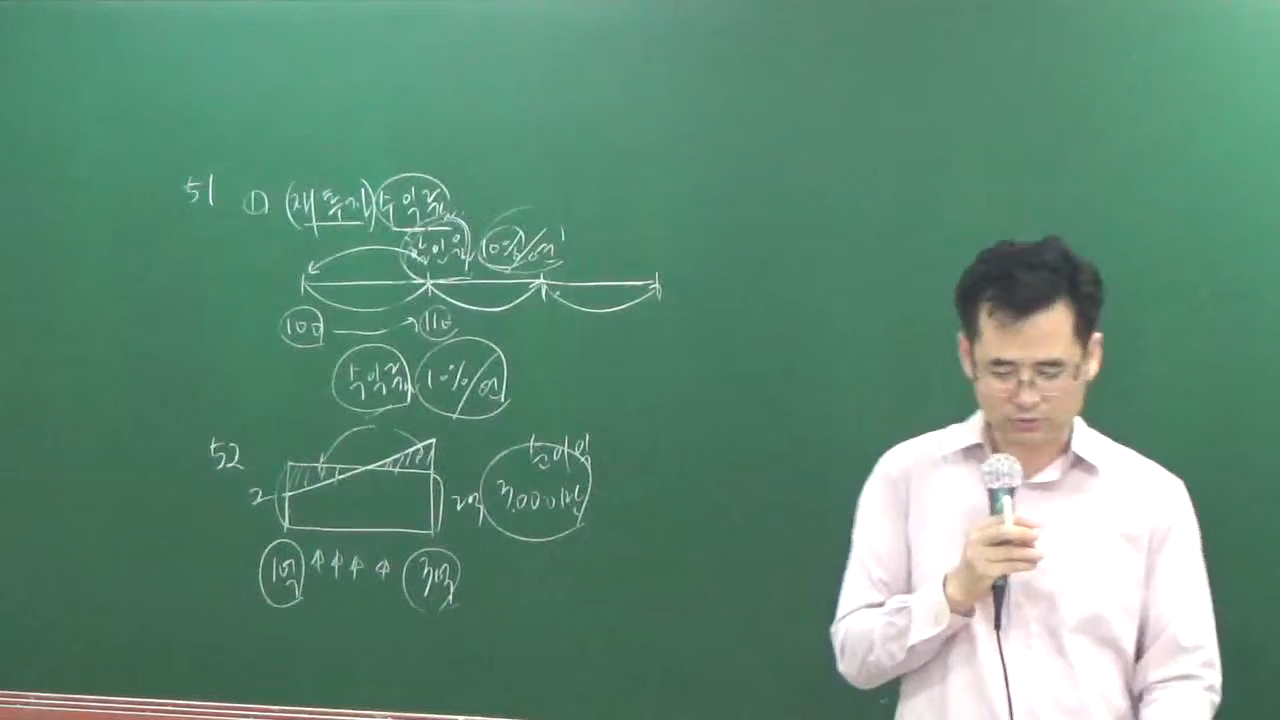 51 ① (재투자) 수익률
할인율 10%/연
100 → 110
수익률 10%/연
52
2 2억 순이익
3,000만
1억 3억